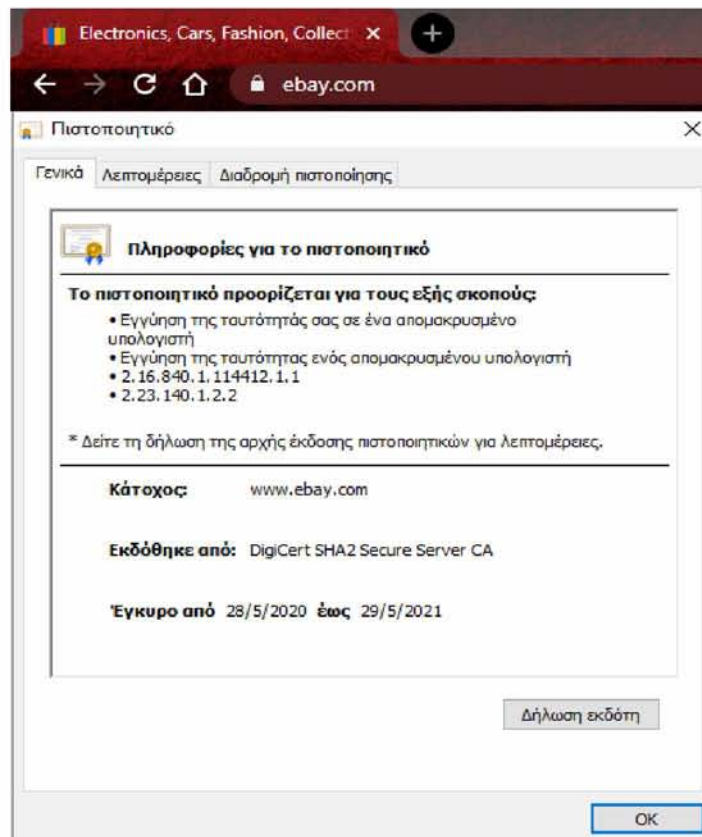 Electronics, Cars, Fashion, Collect
ebay.com
Πιστοποιητικό
Γενικά Λεπτομέρειες Διαδρομή πιστοποίησης
Πληροφορίες για το πιστοποιητικό
Το πιστοποιητικό προορίζεται για τους εξής σκοπούς:
• Εγγύηση της ταυτότητάς σας σε ένα απομακρυσμένο
υπολογιστή
• Εγγύηση της ταυτότητας ενός απομακρυσμένου υπολογιστή
• 2.16.840.1.114412.1.1
• 2.23.140.1.2.2
* Δείτε τη δήλωση της αρχής έκδοσης πιστοποιητικών για λεπτομέρειες.
Κάτοχος: www.ebay.com
Εκδόθηκε από: DigiCert SHA2 Secure Server CA
Έγκυρο από 28/5/2020 έως 29/5/2021
Δήλωση εκδότη
OK